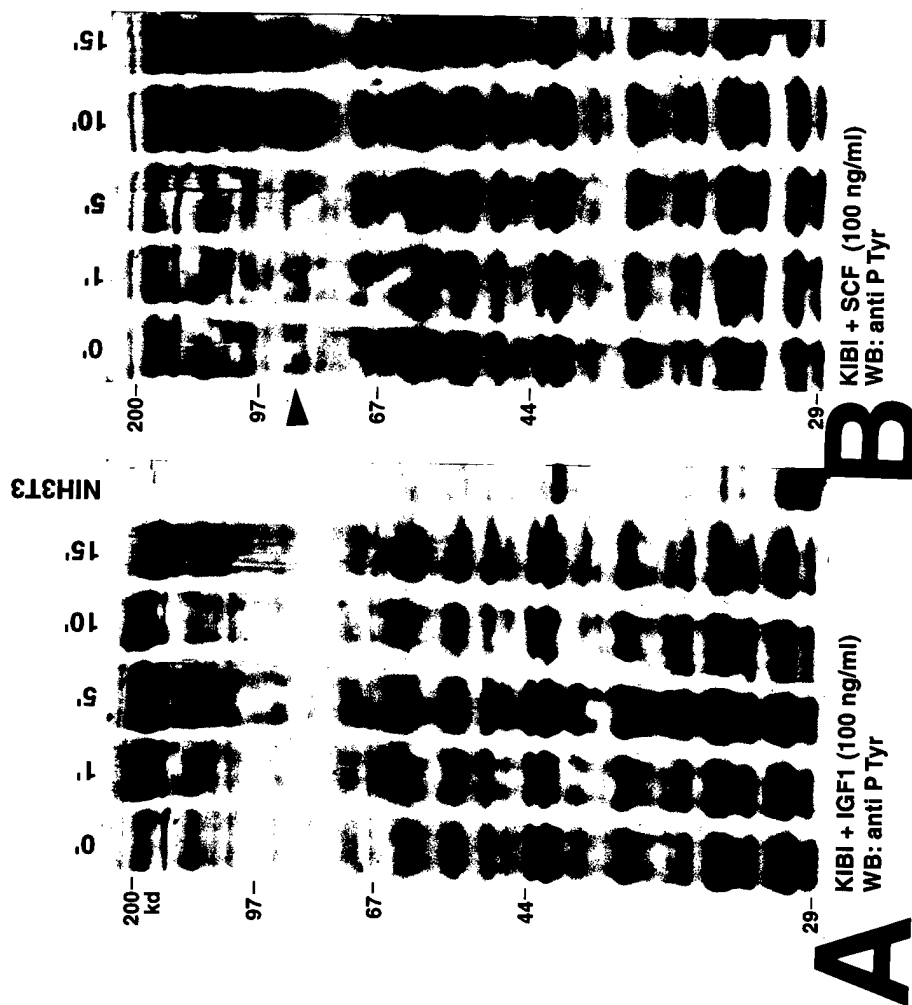 0' 1' 5' 10' 15' NIH3T3
200-
kd
97-
67-
44-
29-
KIBI + IGF1 (100 ng/ml)
WB: anti P Tyr
A
0' 1' 5' 10' 15'
200-
97-
67-
44-
29-
KIBI + SCF (100 ng/ml)
WB: anti P Tyr
B